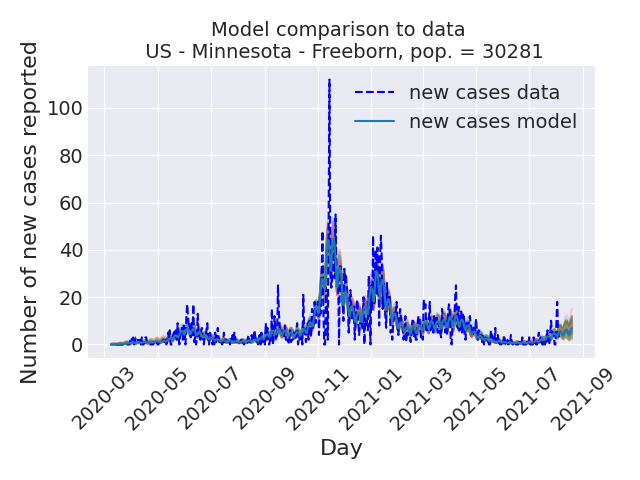 Model comparison to data
US - Minnesota - Freeborn, pop. = 30281
Number of new cases reported
100
80
60
40
20
0
new cases data
new cases model
2020-03
2020-05
2020-07
2020-09
2020-11
2021-01
2021-03
2021-05
2021-07
2021-09
Day